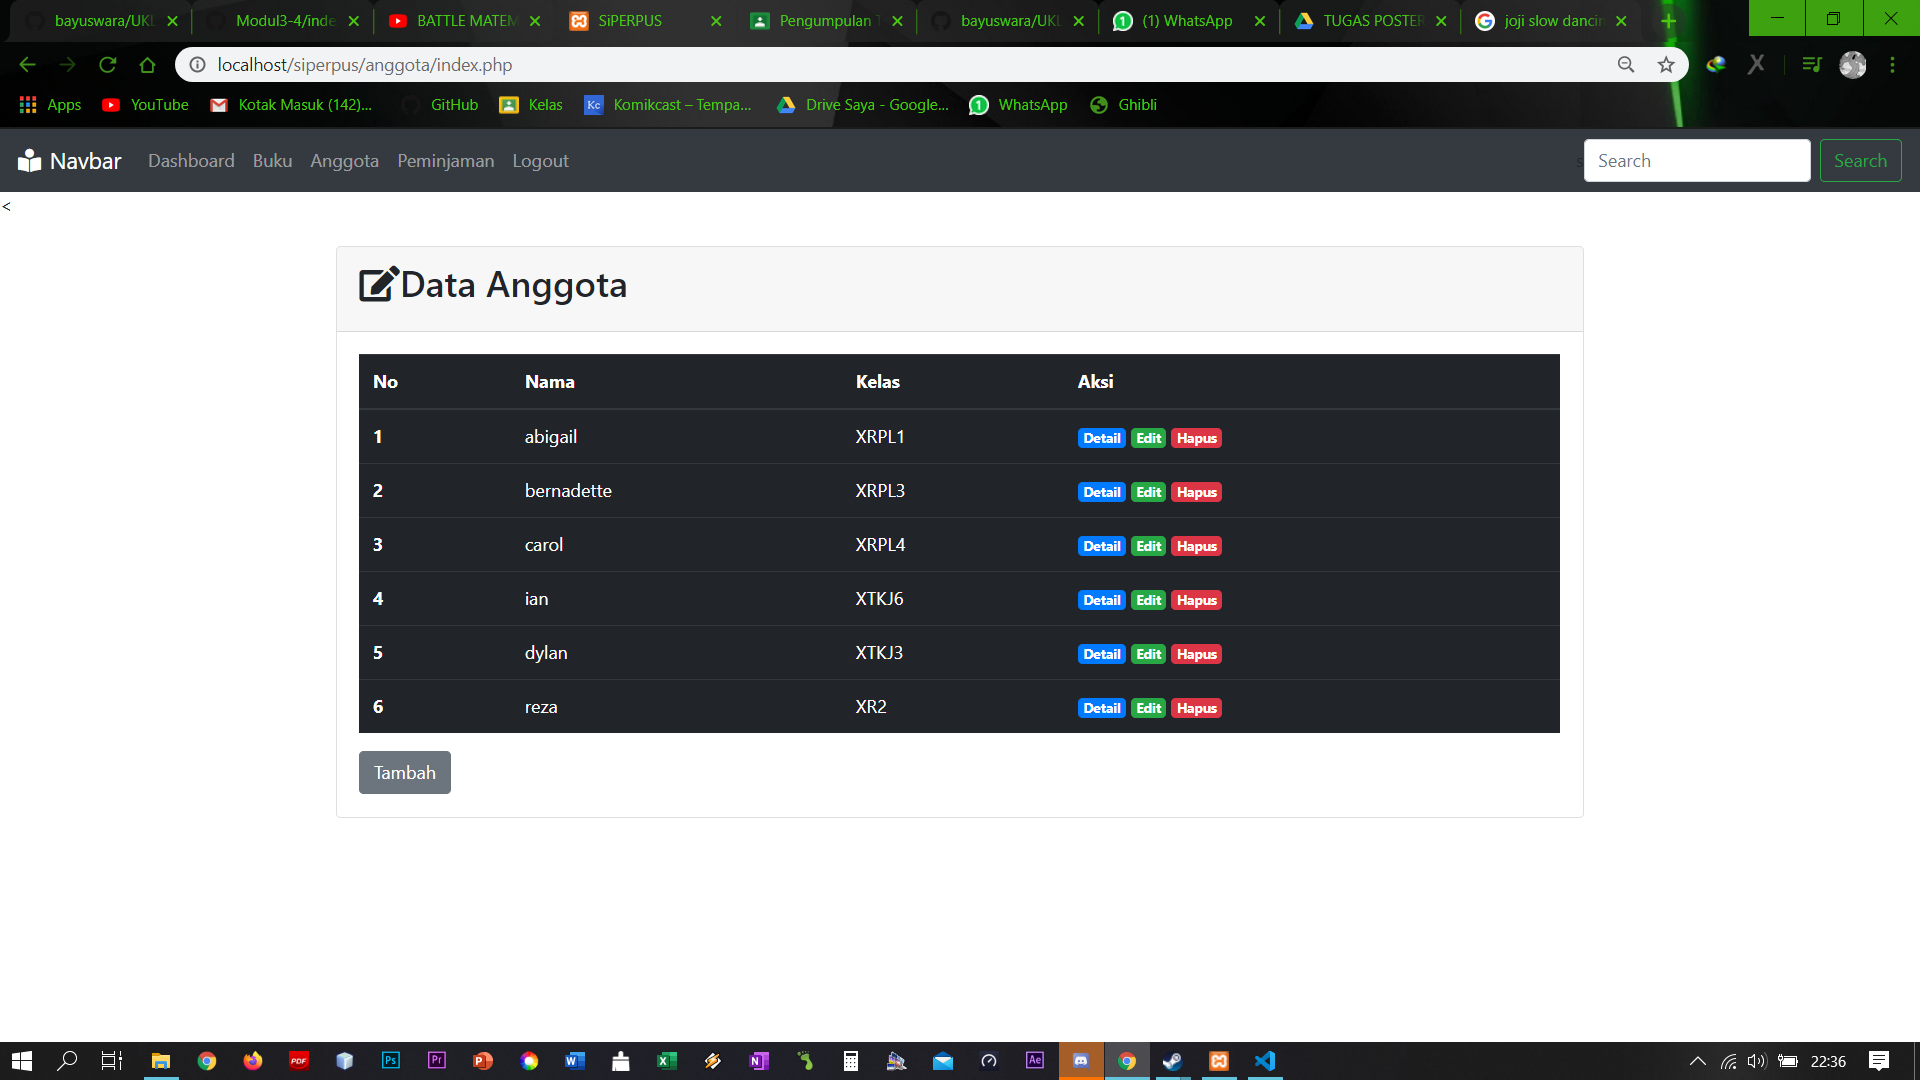 bayuswara/UKL
Modul3-4/inde
BATTLE MATEM
SiPERPUS
Pengumpulan T
bayuswara/UKL
(1) WhatsApp
TUGAS POSTER
joji slow dancin
localhost/siperpus/anggota/index.php
Apps YouTube Kotak Masuk (142)... GitHub Kelas Komikcast – Tempa... Drive Saya - Google... WhatsApp Ghibli
Navbar Dashboard Buku Anggota Peminjaman Logout s Search Search
<
Data Anggota
No Nama Kelas Aksi
1 abigail XRPL1 Detail Edit Hapus
2 bernadette XRPL3 Detail Edit Hapus
3 carol XRPL4 Detail Edit Hapus
4 ian XTKJ6 Detail Edit Hapus
5 dylan XTKJ3 Detail Edit Hapus
6 reza XR2 Detail Edit Hapus
Tambah
22:36